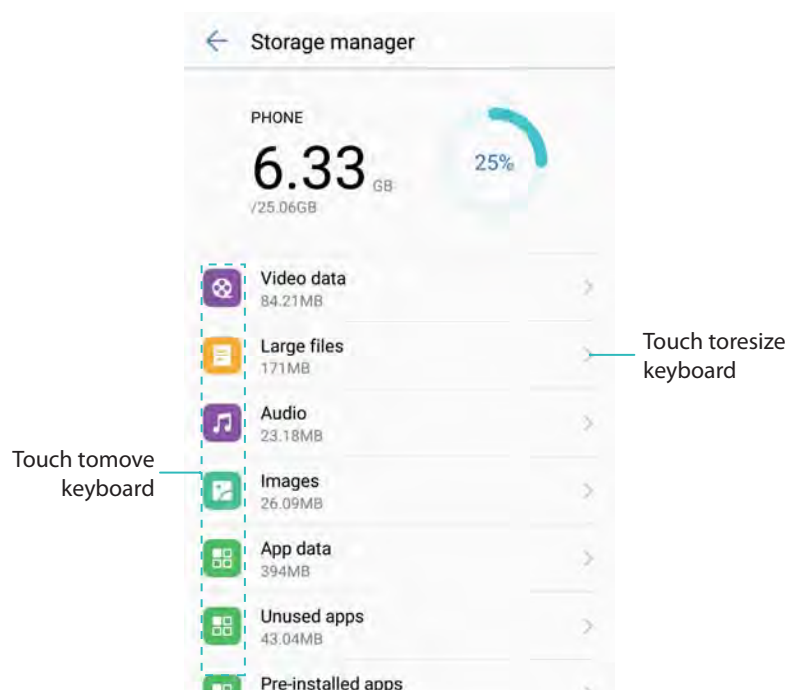 Storage manager
PHONE
6.33 GB
25%
/25.06GB
Video data
84.21MB
Large files
171MB
Touch toresize
keyboard
Audio
23.18MB
Touch tomove
keyboard
Images
26.09MB
App data
394MB
Unused apps
43.04MB
Pre-installed apps